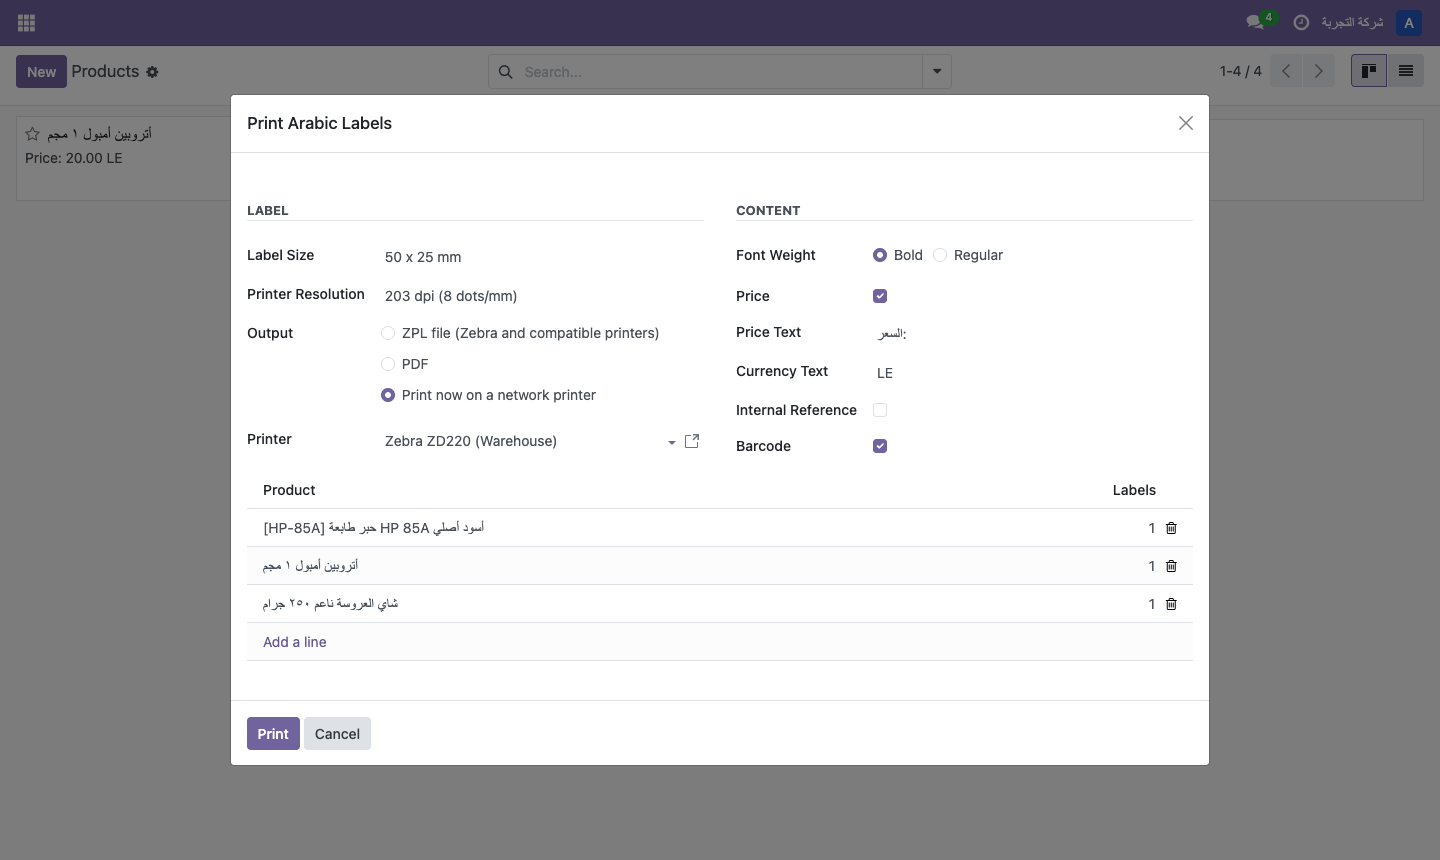 4
شركة التجربة
A
New
Products
Search...
1-4 / 4
أتروبين أمبول ١ مجم
Price: 20.00 LE
Print Arabic Labels
LABEL
Label Size
50 x 25 mm
Printer Resolution
203 dpi (8 dots/mm)
Output
ZPL file (Zebra and compatible printers)
PDF
Print now on a network printer
Printer
Zebra ZD220 (Warehouse)
CONTENT
Font Weight
Bold
Regular
Price
Price Text
السعر:
Currency Text
LE
Internal Reference
Barcode
Product
Labels
[HP-85A] حبر طابعة HP 85A أسود أصلي
1
أتروبين أمبول ١ مجم
1
شاي العروسة ناعم ٢٥٠ جرام
1
Add a line
Print
Cancel